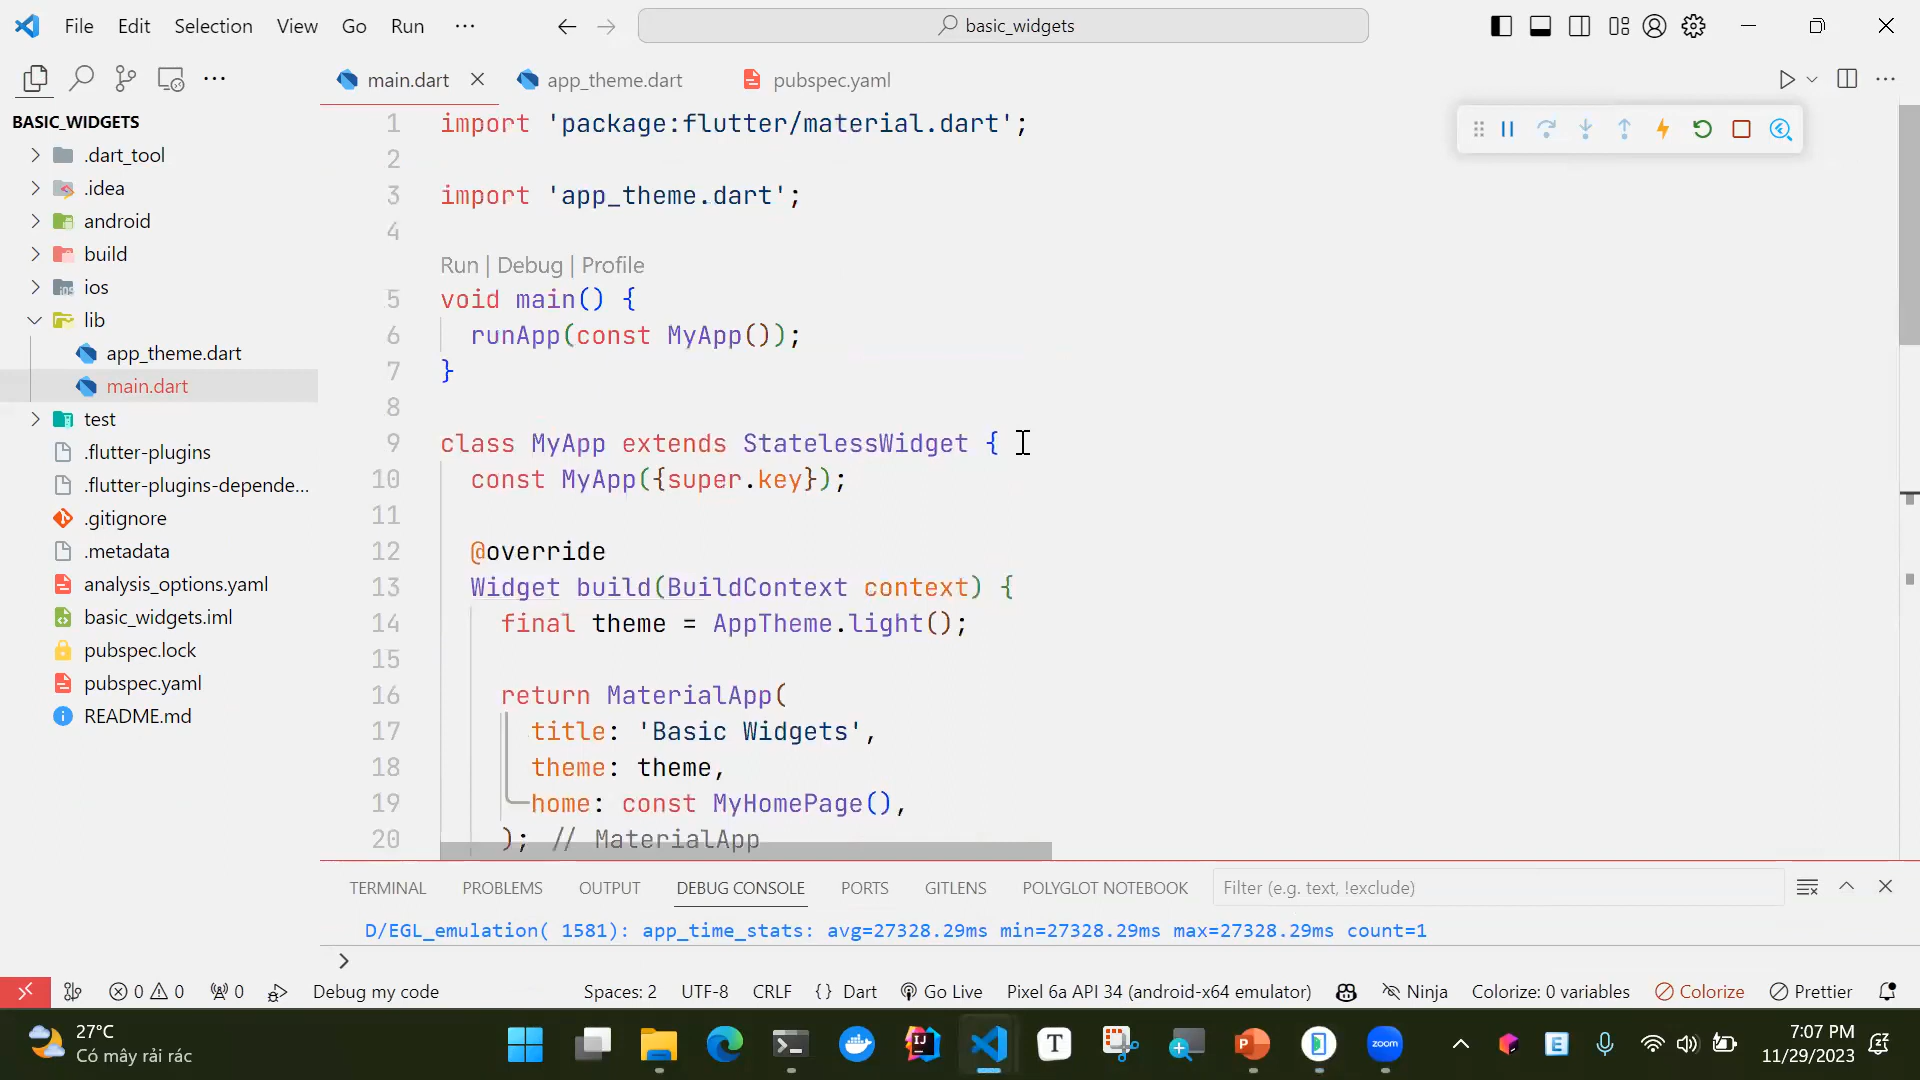 File Edit Selection View Go Run ···
basic_widgets
main.dart
app_theme.dart
pubspec.yaml
BASIC_WIDGETS
.dart_tool
.idea
android
build
ios
lib
app_theme.dart
main.dart
test
.flutter-plugins
.flutter-plugins-depende...
.gitignore
.metadata
analysis_options.yaml
basic_widgets.iml
pubspec.lock
pubspec.yaml
README.md
1 import 'package:flutter/material.dart';
2
3 import 'app_theme.dart';
4
Run | Debug | Profile
5 void main() {
6 runApp(const MyApp());
7 }
8
9 class MyApp extends StatelessWidget {
10 const MyApp({super.key});
11
12 @override
13 Widget build(BuildContext context) {
14 final theme = AppTheme.light();
15
16 return MaterialApp(
17 title: 'Basic Widgets',
18 theme: theme,
19 home: const MyHomePage(),
20 ); // MaterialApp
TERMINAL PROBLEMS OUTPUT DEBUG CONSOLE PORTS GITLENS POLYGLOT NOTEBOOK Filter (e.g. text, !exclude)
D/EGL_emulation( 1581): app_time_stats: avg=27328.29ms min=27328.29ms max=27328.29ms count=1
>
0 0 0 Debug my code Spaces: 2 UTF-8 CRLF {} Dart Go Live Pixel 6a API 34 (android-x64 emulator) Ninja Colorize: 0 variables Colorize Prettier
27°C
Có mây rải rác
T
zoom
E
7:07 PM
11/29/2023